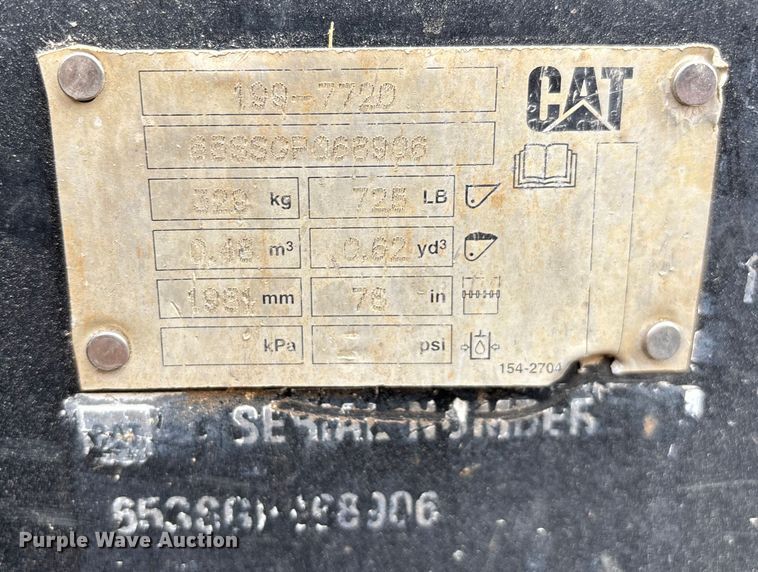 199-7720
CAT
65SSGP068906
329 kg 725 LB
0.48 m³ 0.62 yd³
1981 mm 78 in
kPa psi
154-2704
SERIAL NUMBER
Purple Wave Auction